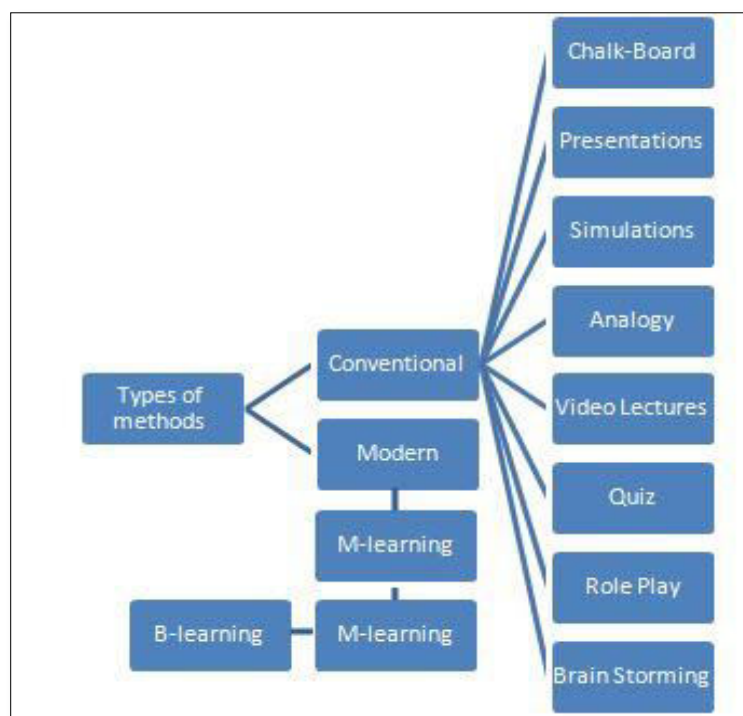 Types of
methods
Conventional
Modern
M-learning
M-learning
B-learning
Chalk-Board
Presentations
Simulations
Analogy
Video Lectures
Quiz
Role Play
Brain Storming